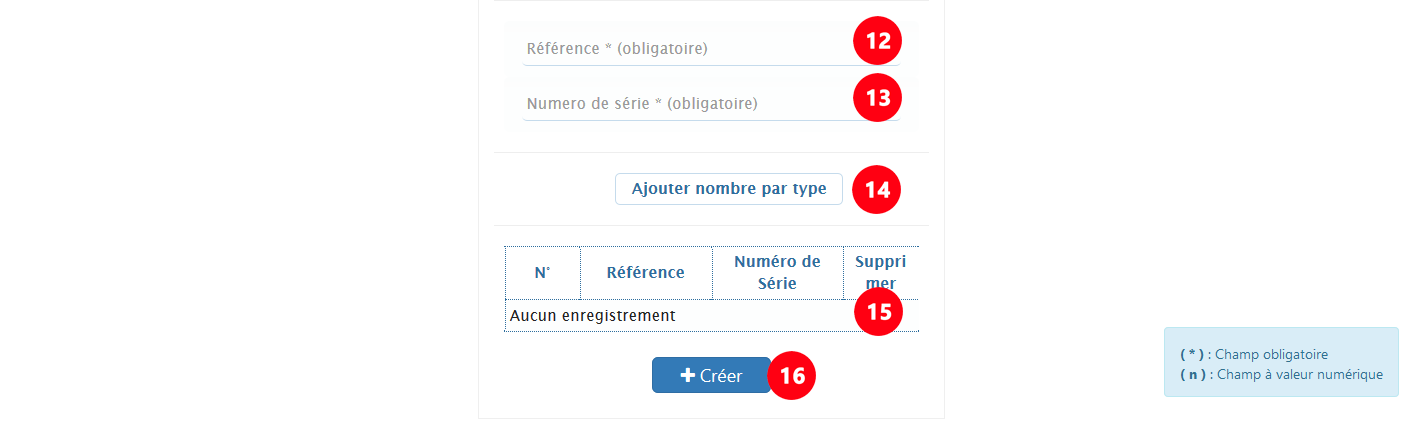 Référence * (obligatoire)
12
Numero de série * (obligatoire)
13
Ajouter nombre par type
14
N° Référence Numéro de Série Supprimer
Aucun enregistrement
15
+ Créer
16
( * ) : Champ obligatoire
( n ) : Champ à valeur numérique